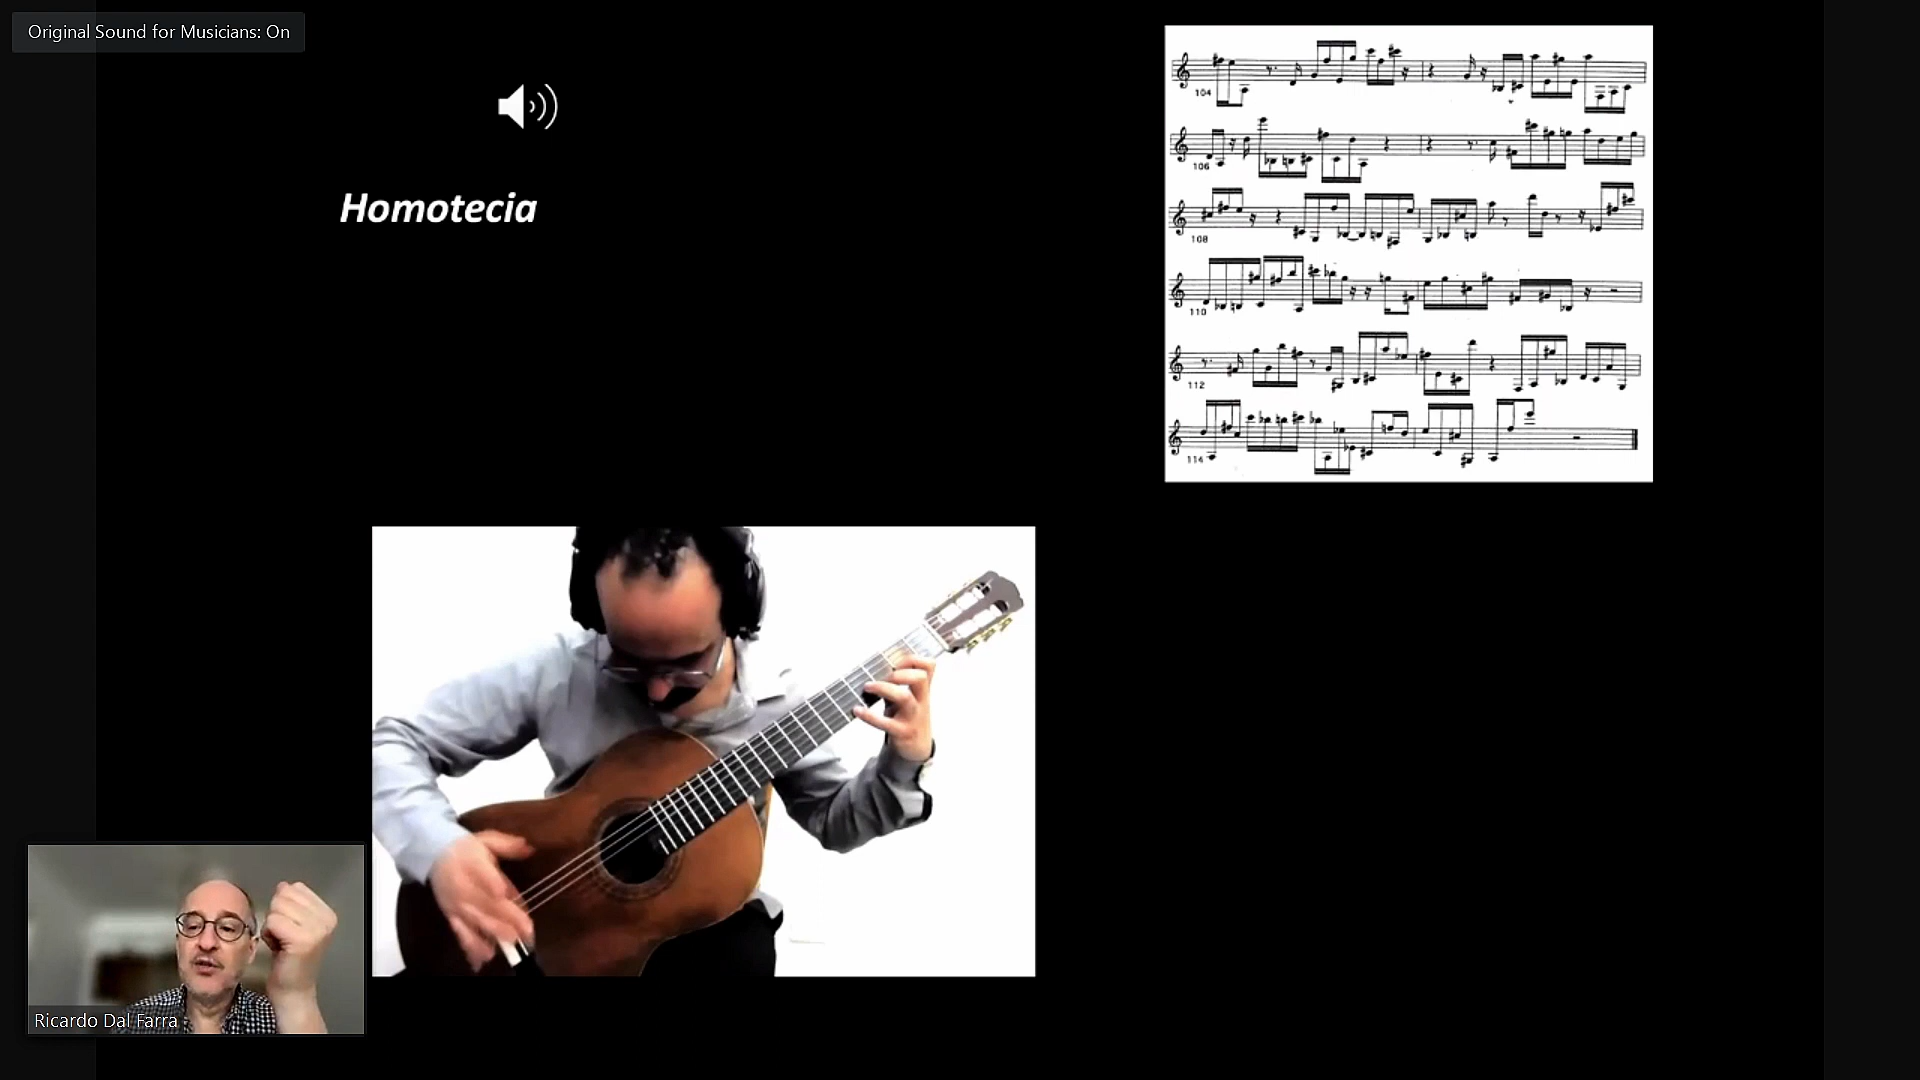 Original Sound for Musicians: On
Homotecia
104
106
108
110
112
114
Ricardo Dal Farra